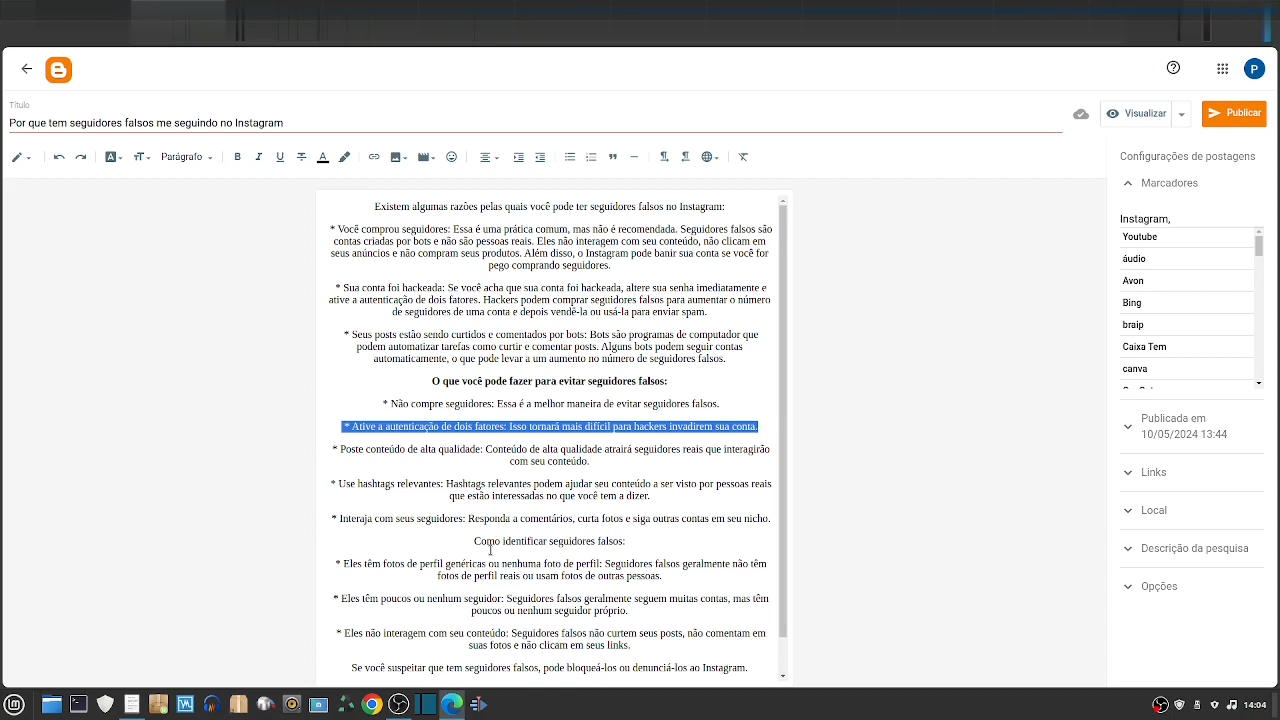 P
Título
Por que tem seguidores falsos me seguindo no Instagram
Visualizar
Publicar
Parágrafo
Existem algumas razões pelas quais você pode ter seguidores falsos no Instagram:
* Você comprou seguidores: Essa é uma prática comum, mas não é recomendada. Seguidores falsos são
contas criadas por bots e não são pessoas reais. Eles não interagem com seu conteúdo, não clicam em
seus anúncios e não compram seus produtos. Além disso, o Instagram pode banir sua conta se você for
pego comprando seguidores.
* Sua conta foi hackeada: Se você acha que sua conta foi hackeada, altere sua senha imediatamente e
ative a autenticação de dois fatores. Hackers podem comprar seguidores falsos para aumentar o número
de seguidores de uma conta e depois vendê-la ou usá-la para enviar spam.
* Seus posts estão sendo curtidos e comentados por bots: Bots são programas de computador que
podem automatizar tarefas como curtir e comentar posts. Alguns bots podem seguir contas
automaticamente, o que pode levar a um aumento no número de seguidores falsos.
O que você pode fazer para evitar seguidores falsos:
* Não compre seguidores: Essa é a melhor maneira de evitar seguidores falsos.
* Ative a autenticação de dois fatores: Isso tornará mais difícil para hackers invadirem sua conta.
* Poste conteúdo de alta qualidade: Conteúdo de alta qualidade atrairá seguidores reais que interagirão
com seu conteúdo.
* Use hashtags relevantes: Hashtags relevantes podem ajudar seu conteúdo a ser visto por pessoas reais
que estão interessadas no que você tem a dizer.
* Interaja com seus seguidores: Responda a comentários, curta fotos e siga outras contas em seu nicho.
Como identificar seguidores falsos:
* Eles têm fotos de perfil genéricas ou nenhuma foto de perfil: Seguidores falsos geralmente não têm
fotos de perfil reais ou usam fotos de outras pessoas.
* Eles têm poucos ou nenhum seguidor: Seguidores falsos geralmente seguem muitas contas, mas têm
poucos ou nenhum seguidor próprio.
* Eles não interagem com seu conteúdo: Seguidores falsos não curtem seus posts, não comentam em
suas fotos e não clicam em seus links.
Se você suspeitar que tem seguidores falsos, pode bloqueá-los ou denunciá-los ao Instagram.
Configurações de postagens
Marcadores
Instagram,
Youtube
áudio
Avon
Bing
braip
Caixa Tem
canva
Publicada em
10/05/2024 13:44
Links
Local
Descrição da pesquisa
Opções
14:04